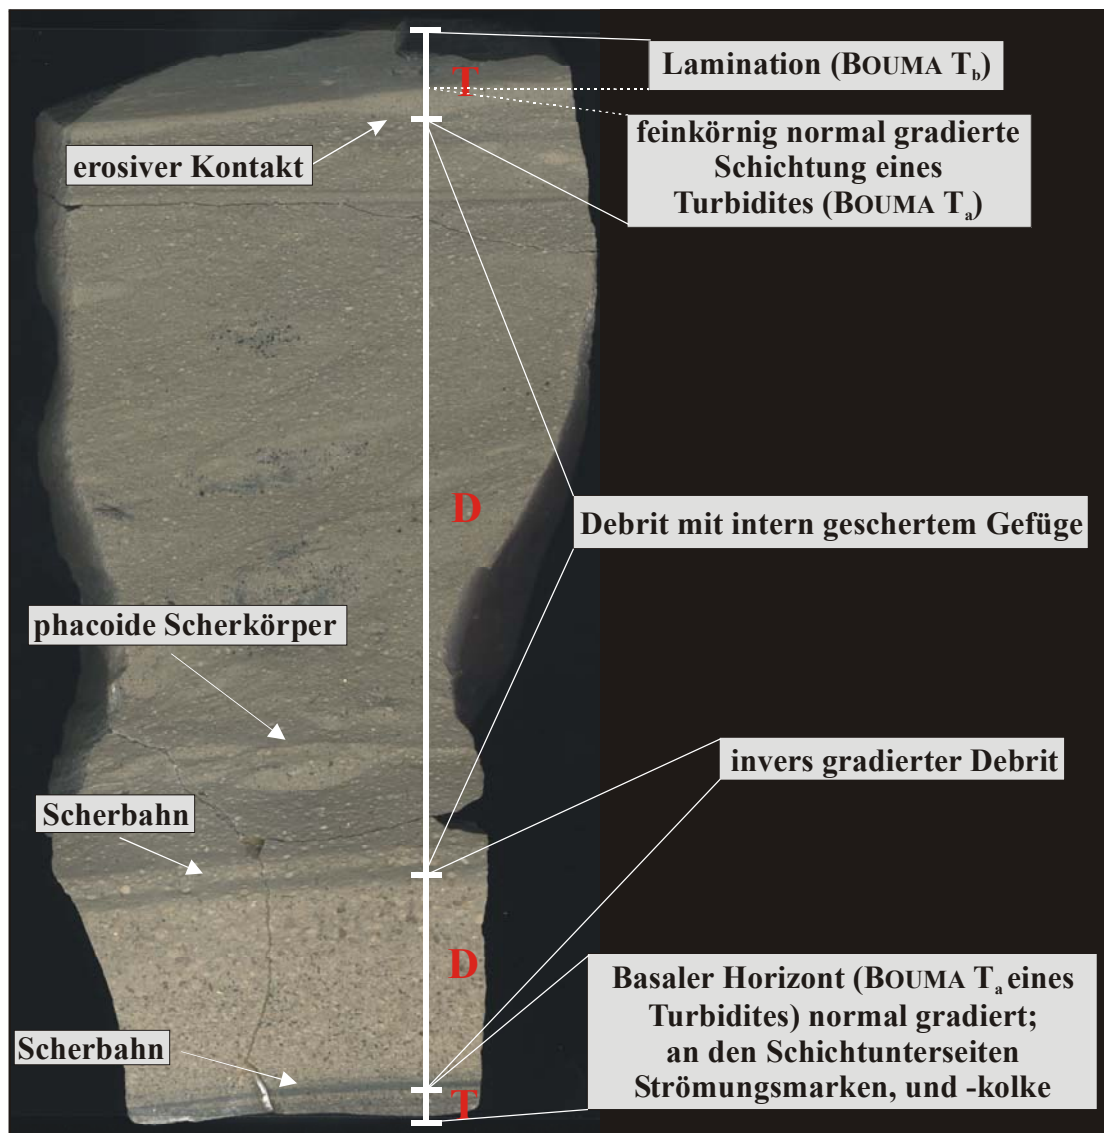 T
Lamination (BOUMA Tb)
feinkörnig normal gradierte
Schichtung eines
Turbidites (BOUMA Ta)
erosiver Kontakt
D
Debrit mit intern geschertem Gefüge
phacoide Scherkörper
invers gradierter Debrit
Scherbahn
D
Basaler Horizont (BOUMA Ta eines
Turbidites) normal gradiert;
an den Schichtunterseiten
Strömungsmarken, und -kolke
Scherbahn
T